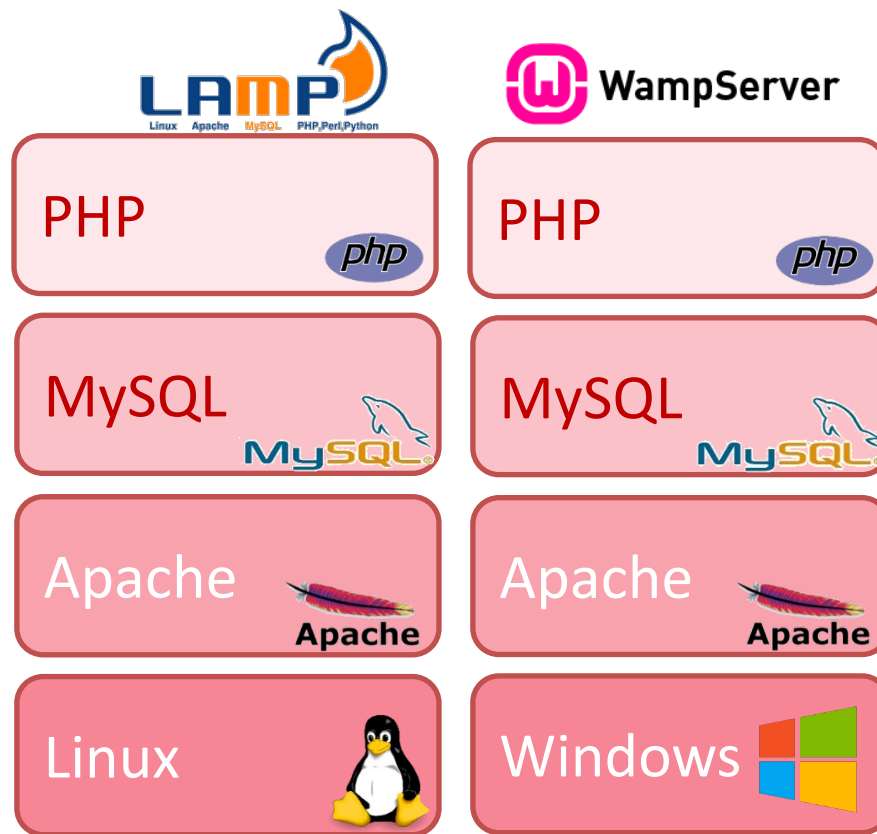 LAMP
Linux Apache MySQL PHP,Perl,Python
PHP
php
MySQL
MySQL®
Apache
Apache
Linux
WampServer
PHP
php
MySQL
MySQL®
Apache
Apache
Windows